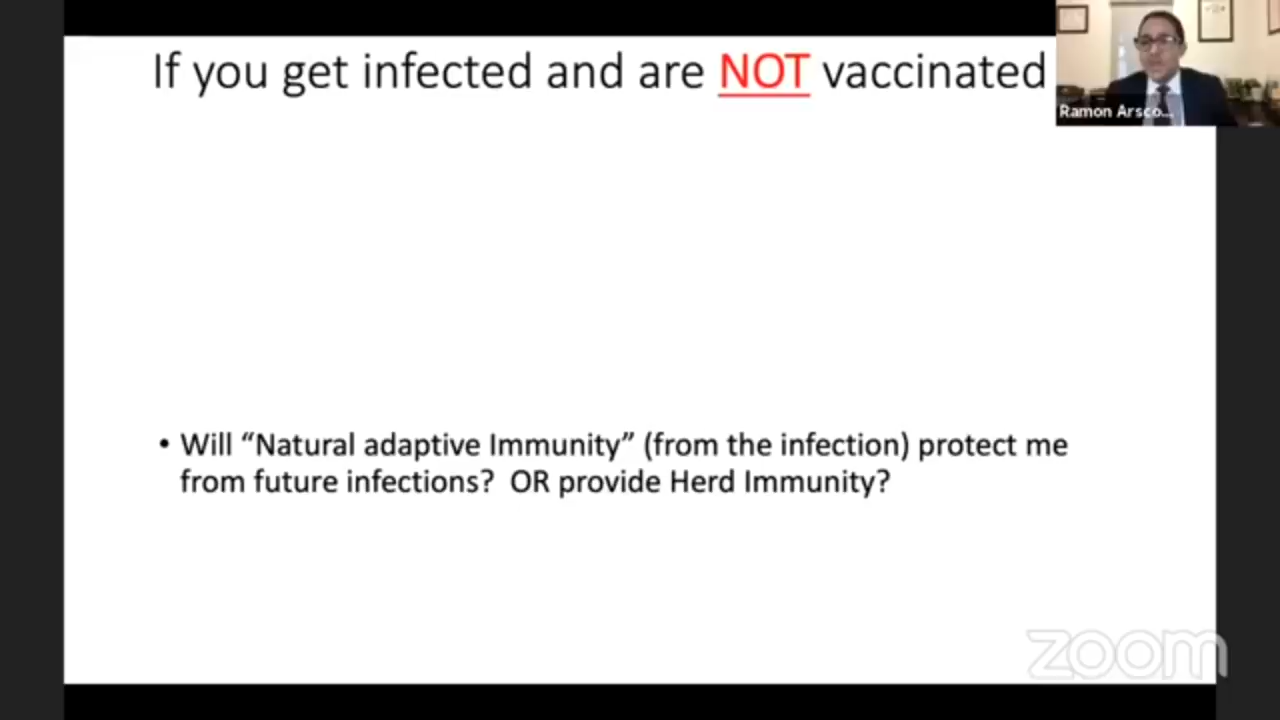 If you get infected and are NOT vaccinated
Ramon Arsco...
• Will “Natural adaptive Immunity” (from the infection) protect me
from future infections?  OR provide Herd Immunity?
zoom